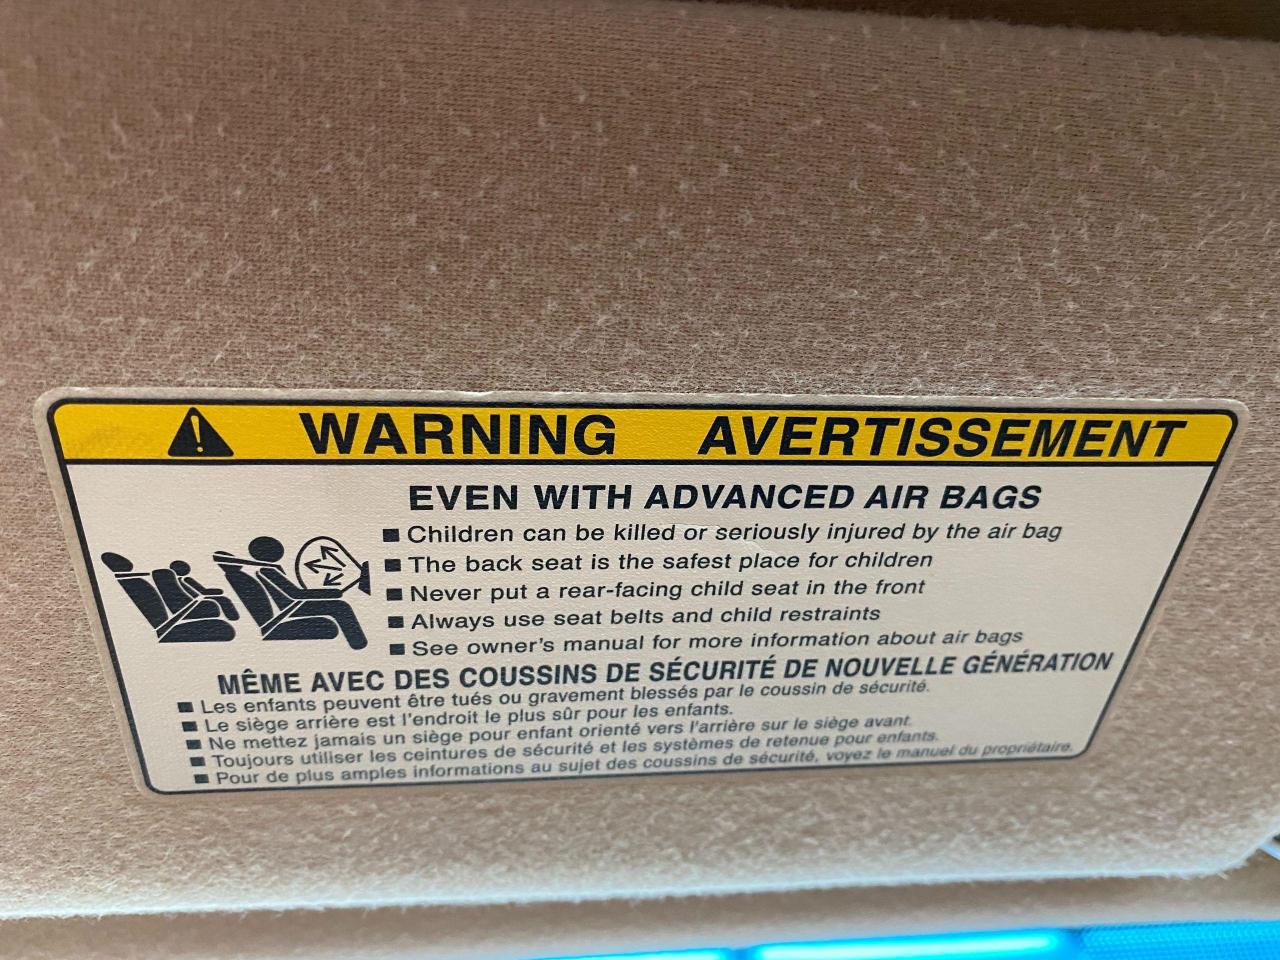 WARNING AVERTISSEMENT
EVEN WITH ADVANCED AIR BAGS
■ Children can be killed or seriously injured by the air bag
■ The back seat is the safest place for children
■ Never put a rear-facing child seat in the front
■ Always use seat belts and child restraints
■ See owner's manual for more information about air bags
MÊME AVEC DES COUSSINS DE SÉCURITÉ DE NOUVELLE GÉNÉRATION
■ Les enfants peuvent être tués ou gravement blessés par le coussin de sécurité.
■ Le siège arrière est l'endroit le plus sûr pour les enfants.
■ Ne mettez jamais un siège pour enfant orienté vers l'arrière sur le siège avant.
■ Toujours utiliser les ceintures de sécurité et les systèmes de retenue pour enfants.
■ Pour de plus amples informations au sujet des coussins de sécurité, voyez le manuel du propriétaire.